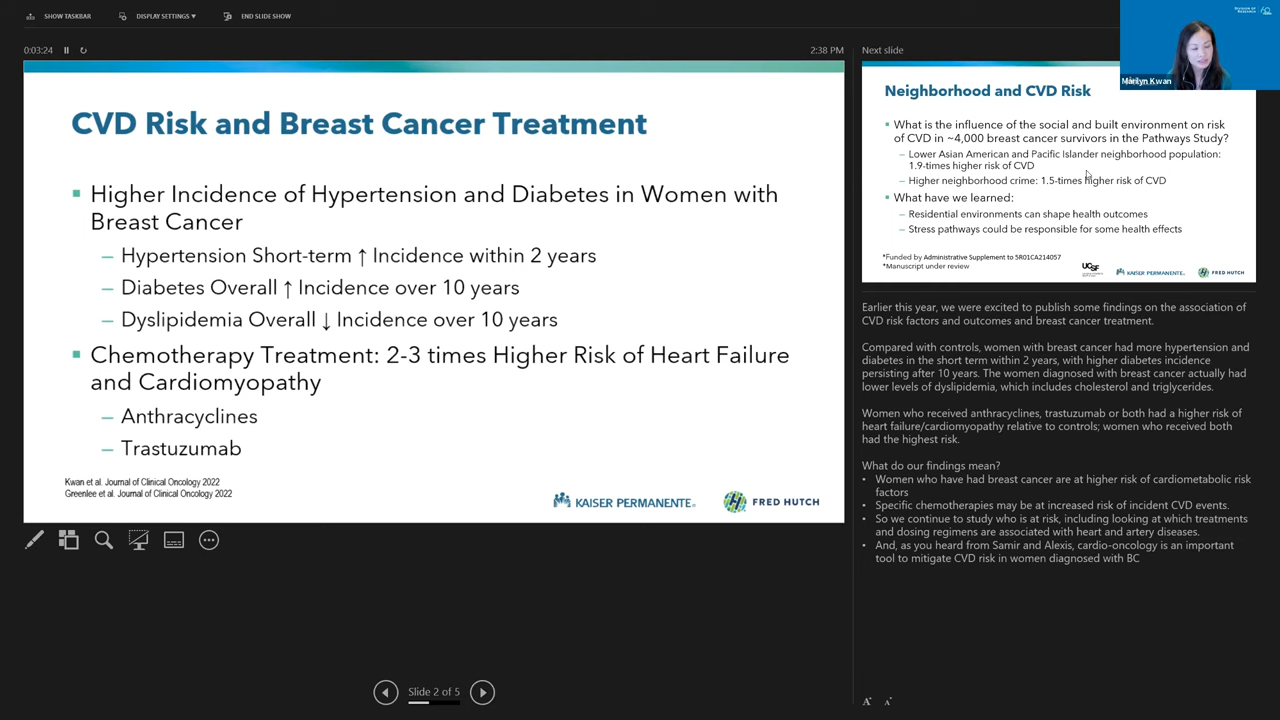 SHOW TASKBAR
DISPLAY SETTINGS ▾
END SLIDE SHOW
0:03:24
2:38 PM
CVD Risk and Breast Cancer Treatment
Higher Incidence of Hypertension and Diabetes in Women with
Breast Cancer
– Hypertension Short-term ↑ Incidence within 2 years
– Diabetes Overall ↑ Incidence over 10 years
– Dyslipidemia Overall ↓ Incidence over 10 years
Chemotherapy Treatment: 2-3 times Higher Risk of Heart Failure
and Cardiomyopathy
– Anthracyclines
– Trastuzumab
Kwan et al. Journal of Clinical Oncology 2022
Greenlee et al. Journal of Clinical Oncology 2022
KAISER PERMANENTE®
FRED HUTCH
Slide 2 of 5
Next slide
DIVISION OF
RESEARCH
Marilyn Kwan
Neighborhood and CVD Risk
What is the influence of the social and built environment on risk
of CVD in ~4,000 breast cancer survivors in the Pathways Study?
– Lower Asian American and Pacific Islander neighborhood population:
1.9-times higher risk of CVD
– Higher neighborhood crime: 1.5-times higher risk of CVD
What have we learned:
– Residential environments can shape health outcomes
– Stress pathways could be responsible for some health effects
*Funded by Administrative Supplement to 5R01CA214057
*Manuscript under review
UCSF
KAISER PERMANENTE®
FRED HUTCH
Earlier this year, we were excited to publish some findings on the association of
CVD risk factors and outcomes and breast cancer treatment.
Compared with controls, women with breast cancer had more hypertension and
diabetes in the short term within 2 years, with higher diabetes incidence
persisting after 10 years. The women diagnosed with breast cancer actually had
lower levels of dyslipidemia, which includes cholesterol and triglycerides.
Women who received anthracyclines, trastuzumab or both had a higher risk of
heart failure/cardiomyopathy relative to controls; women who received both
had the highest risk.
What do our findings mean?
• Women who have had breast cancer are at higher risk of cardiometabolic risk
factors
• Specific chemotherapies may be at increased risk of incident CVD events.
• So we continue to study who is at risk, including looking at which treatments
and dosing regimens are associated with heart and artery diseases.
• And, as you heard from Samir and Alexis, cardio-oncology is an important
tool to mitigate CVD risk in women diagnosed with BC
A A